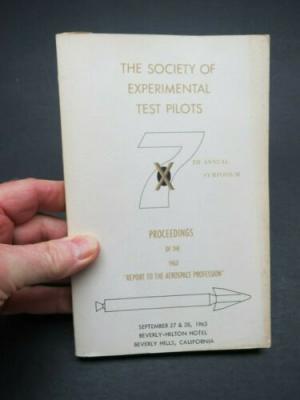 THE SOCIETY OF
EXPERIMENTAL
TEST PILOTS
7
TH ANNUAL
SYMPOSIUM
X
PROCEEDINGS
OF THE
1963
"REPORT TO THE AEROSPACE PROFESSION"
SEPTEMBER 27 & 28, 1963
BEVERLY-HILTON HOTEL
BEVERLY HILLS, CALIFORNIA